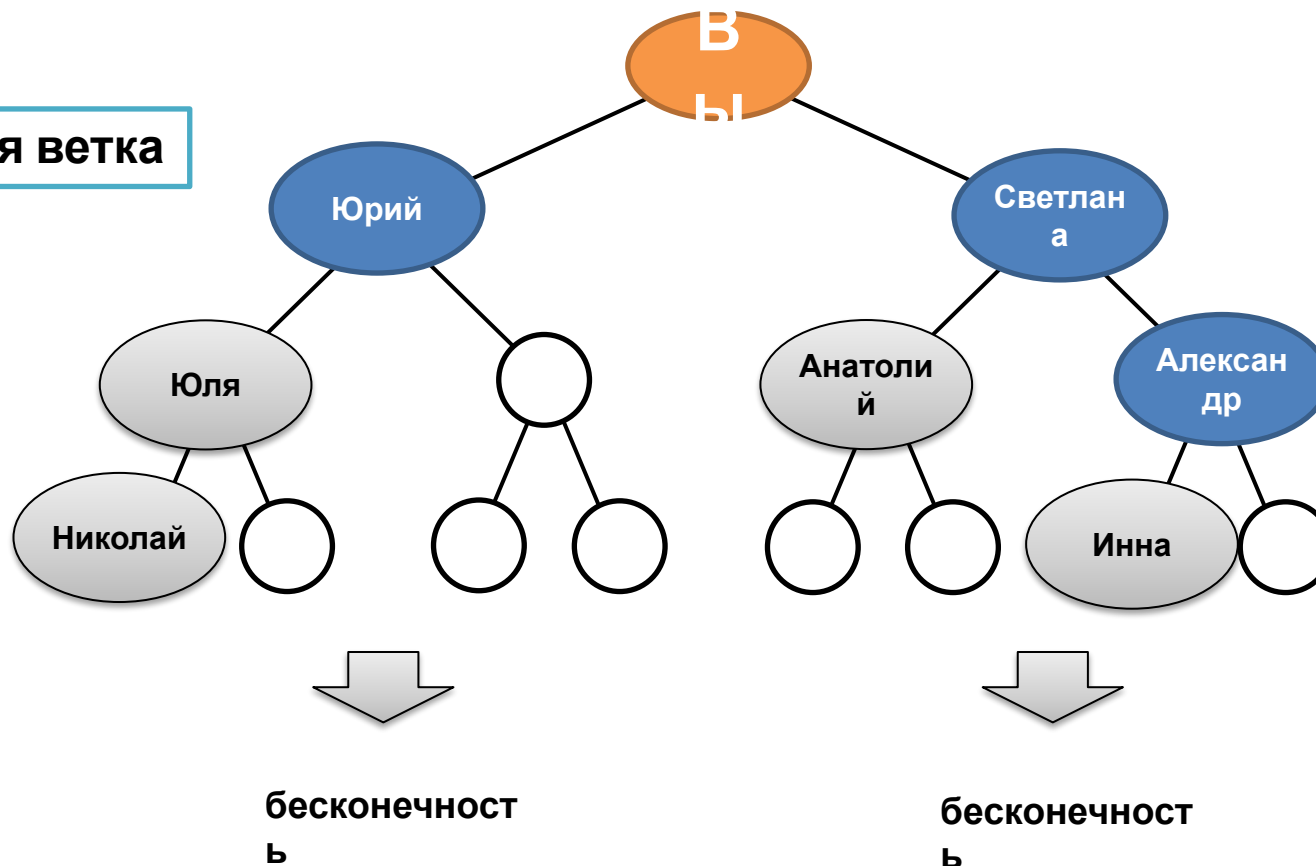 В
ы
я ветка
Юрий
Светлан
а
Юля
Анатоли
й
Алексан
др
Николай
Инна
бесконечност
ь
бесконечност
ь